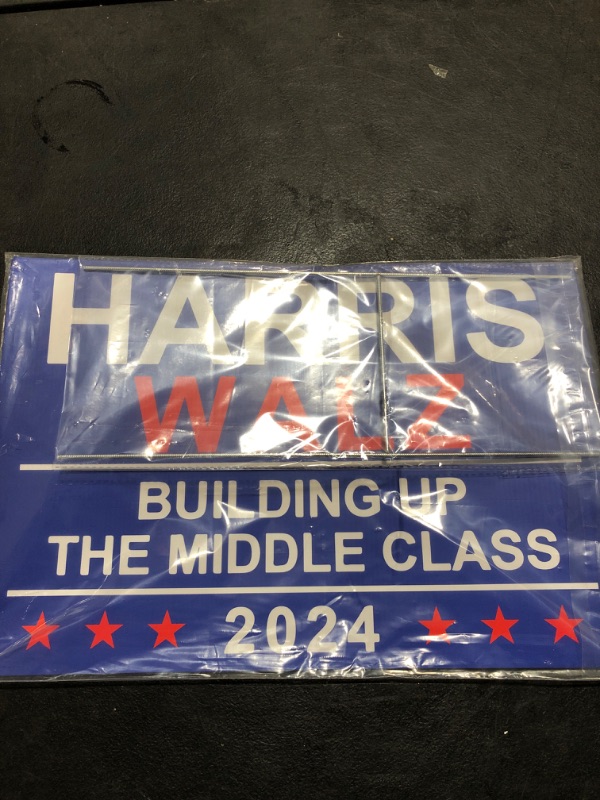 HARRIS
WALZ
BUILDING UP
THE MIDDLE CLASS
2024